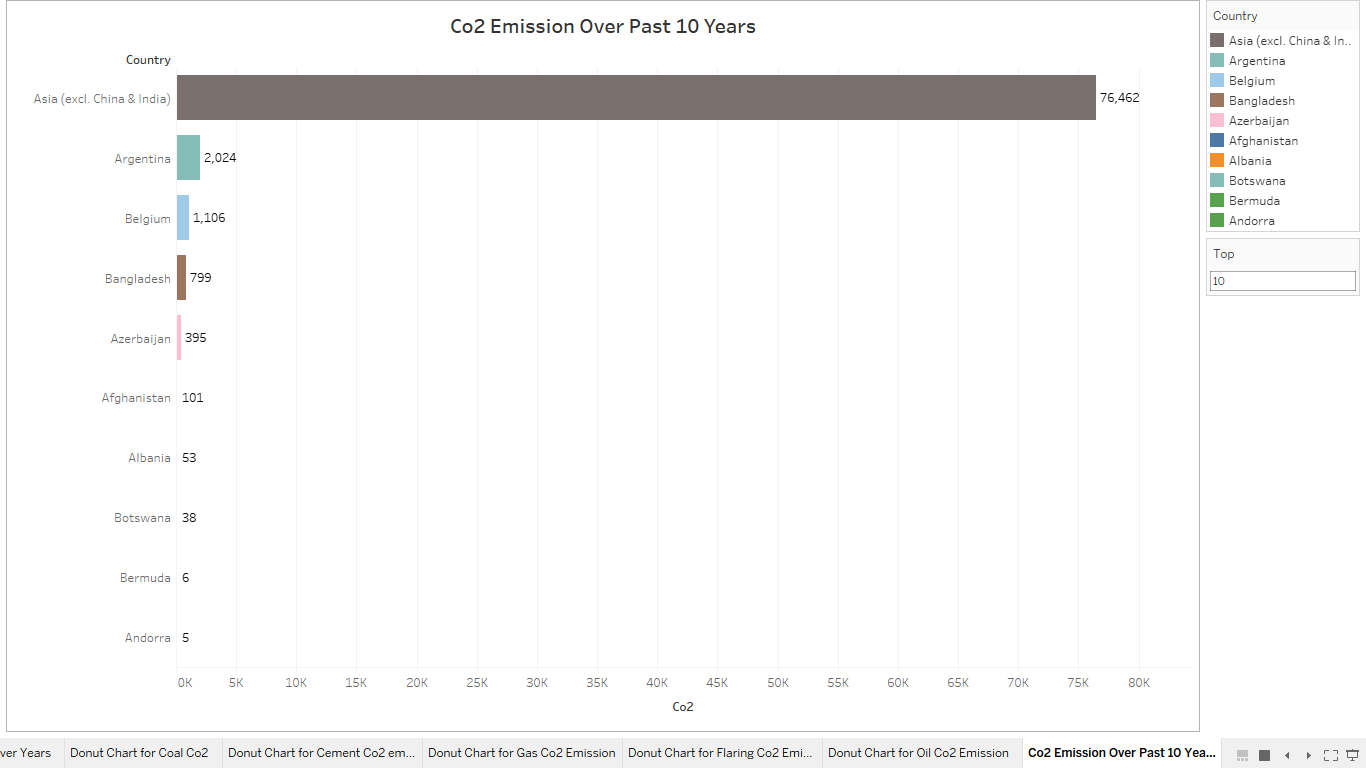 Co2 Emission Over Past 10 Years
Country
Asia (excl. China & India)
76,462
Argentina
2,024
Belgium
1,106
Bangladesh
799
Azerbaijan
395
Afghanistan
101
Albania
53
Botswana
38
Bermuda
6
Andorra
5
0K 5K 10K 15K 20K 25K 30K 35K 40K 45K 50K 55K 60K 65K 70K 75K 80K
Co2
Country
Asia (excl. China & In..
Argentina
Belgium
Bangladesh
Azerbaijan
Afghanistan
Albania
Botswana
Bermuda
Andorra
Top
10
ver Years
Donut Chart for Coal Co2
Donut Chart for Cement Co2 em...
Donut Chart for Gas Co2 Emission
Donut Chart for Flaring Co2 Emi...
Donut Chart for Oil Co2 Emission
Co2 Emission Over Past 10 Yea...